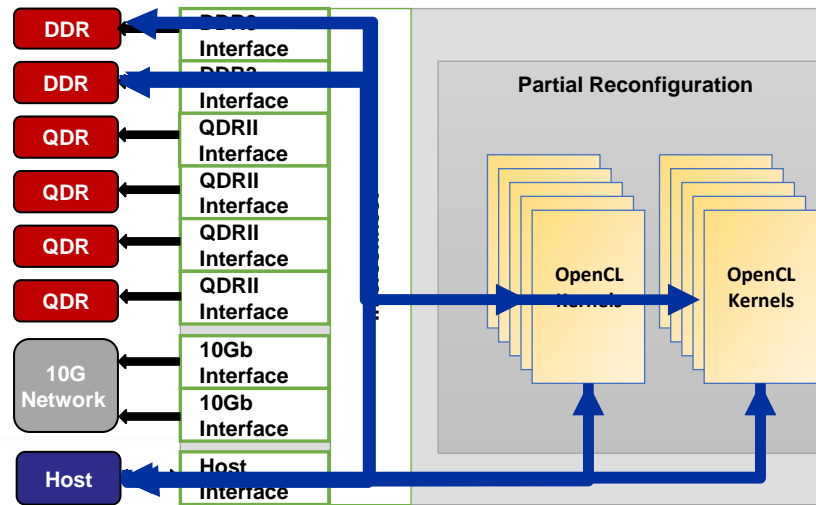 DDR
DDR
QDR
QDR
QDR
QDR
10G
Network
Host
Interface
Interface
QDRII
Interface
QDRII
Interface
QDRII
Interface
QDRII
Interface
10Gb
Interface
10Gb
Interface
Host
Interface
Partial Reconfiguration
OpenCL
Kernels
OpenCL
Kernels